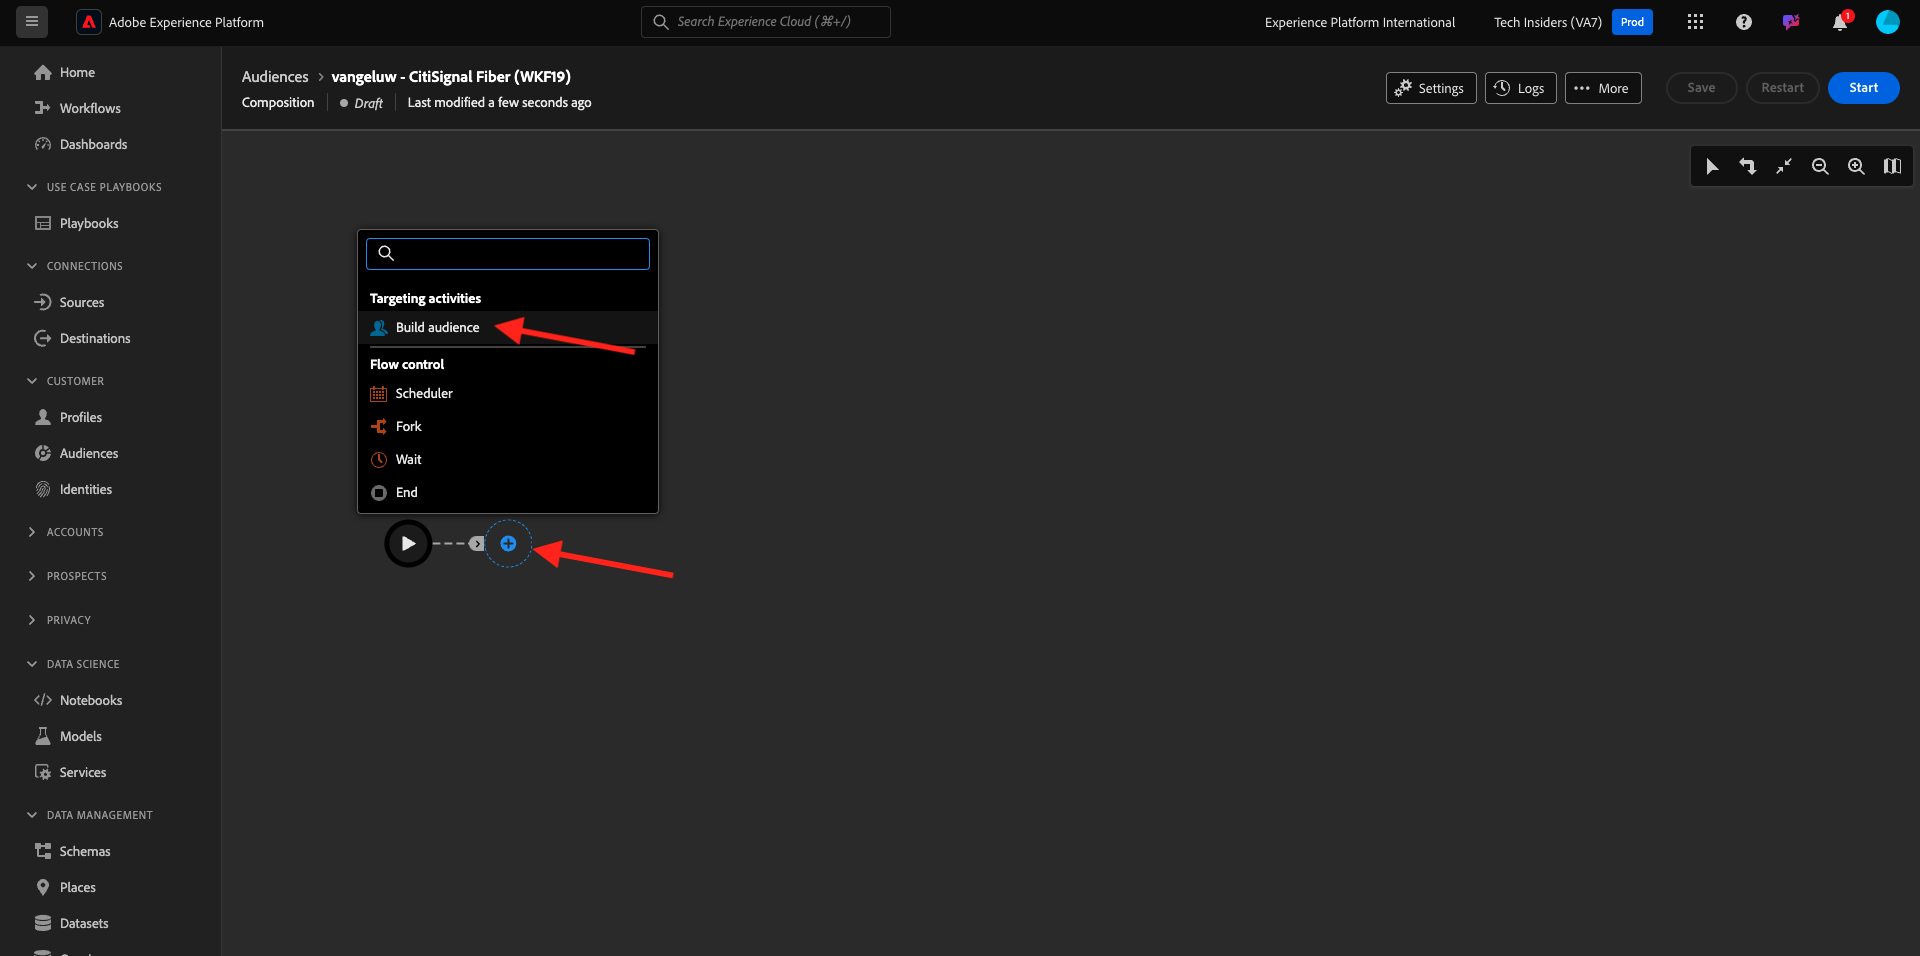 Adobe Experience Platform
Search Experience Cloud (⌘+/)
Experience Platform International
Tech Insiders (VA7)
Prod
1
Home
Workflows
Dashboards
USE CASE PLAYBOOKS
Playbooks
CONNECTIONS
Sources
Destinations
CUSTOMER
Profiles
Audiences
Identities
ACCOUNTS
PROSPECTS
PRIVACY
DATA SCIENCE
Notebooks
Models
Services
DATA MANAGEMENT
Schemas
Places
Datasets
Audiences > vangeluw - CitiSignal Fiber (WKF19)
Composition
Draft
Last modified a few seconds ago
Settings
Logs
More
Save
Restart
Start
Targeting activities
Build audience
Flow control
Scheduler
Fork
Wait
End